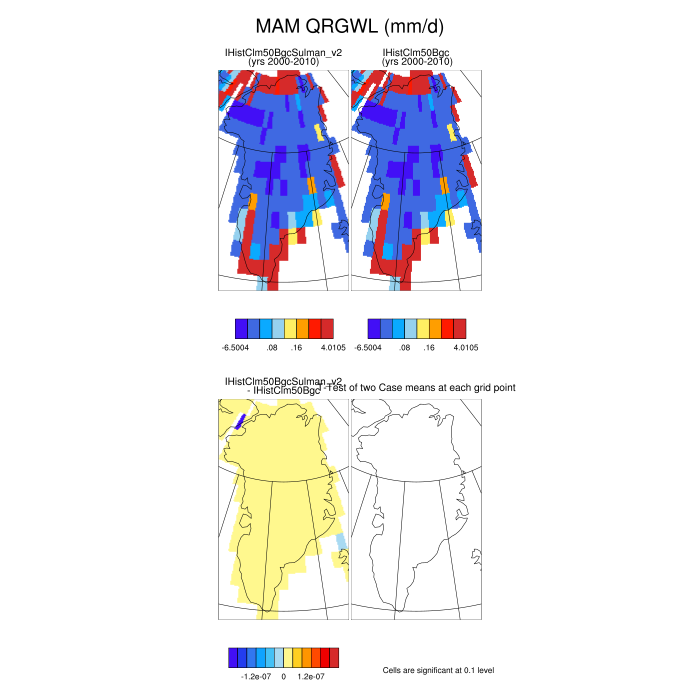 MAM QRGWL (mm/d)
IHistClm50BgcSulman_v2
(yrs 2000-2010)
IHistClm50Bgc
(yrs 2000-2010)
-6.5004 .08 .16 4.0105
-6.5004 .08 .16 4.0105
IHistClm50BgcSulman_v2
- IHistClm50Bgc
T-Test of two Case means at each grid point
-1.2e-07 0 1.2e-07
Cells are significant at 0.1 level